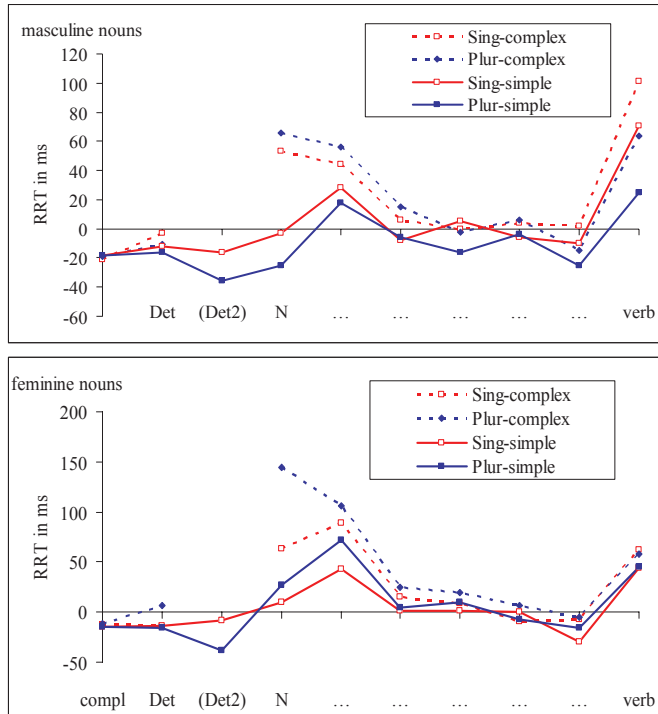 masculine nouns
Sing-complex
Plur-complex
Sing-simple
Plur-simple
120
100
80
60
40
20
0
-20
-40
-60
RRT in ms
Det (Det2) N … … … … … verb
feminine nouns
Sing-complex
Plur-complex
Sing-simple
Plur-simple
200
150
100
50
0
-50
RRT in ms
compl Det (Det2) N … … … … … verb